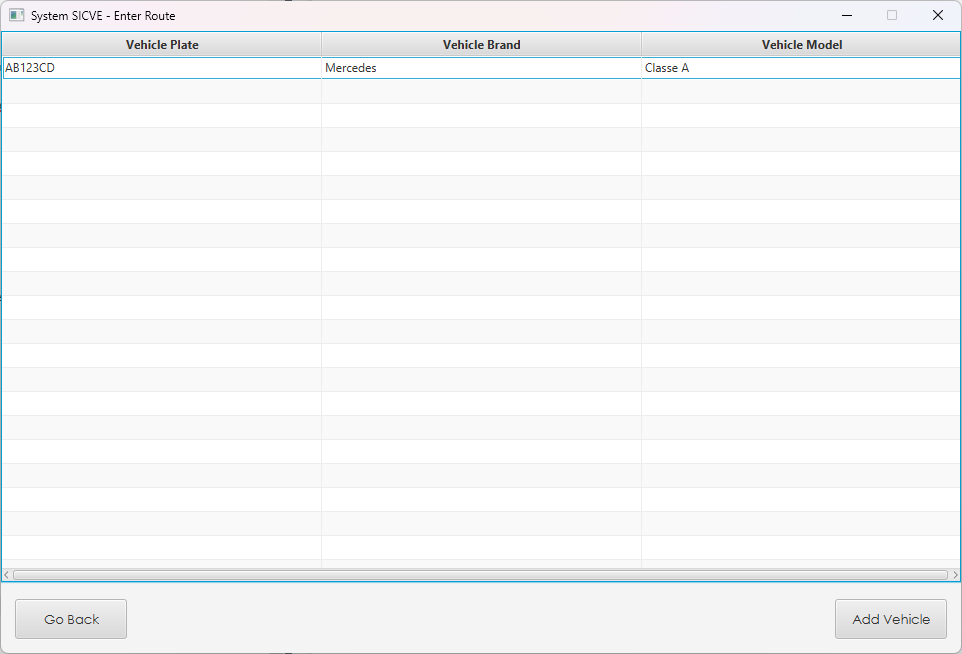 System SICVE - Enter Route
Vehicle Plate Vehicle Brand Vehicle Model
AB123CD Mercedes Classe A
Go Back Add Vehicle